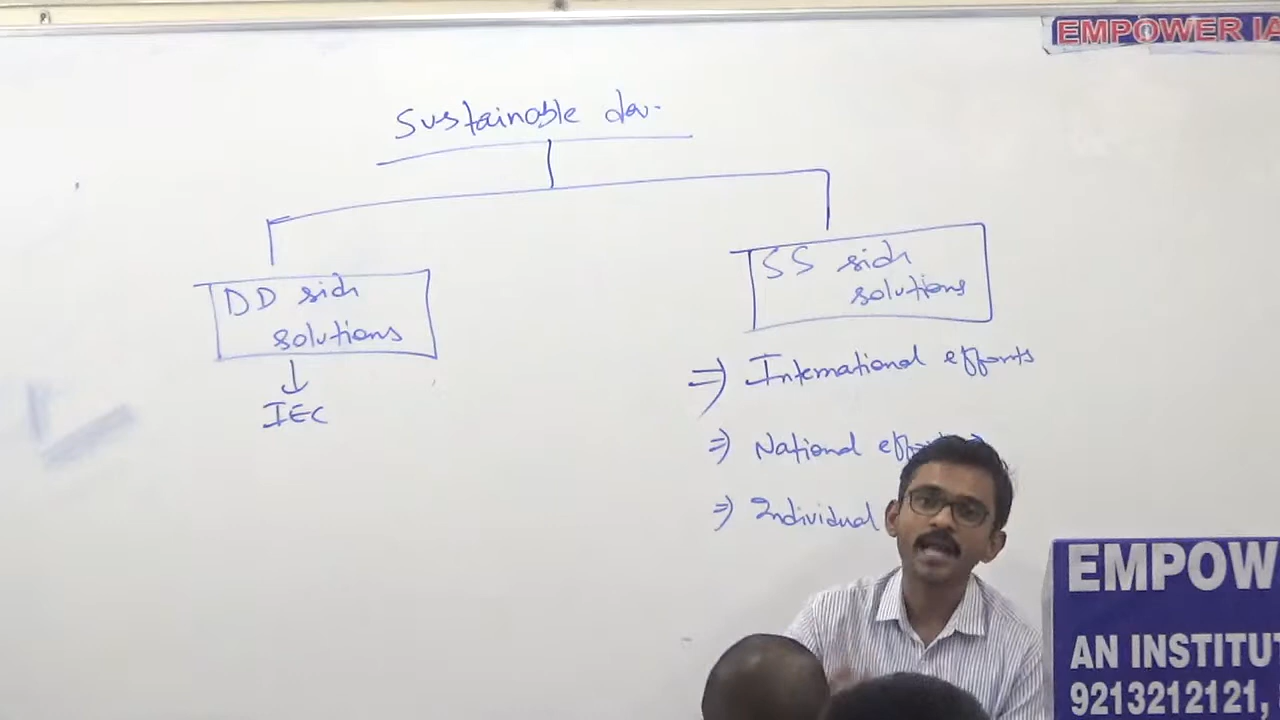 EMPOWER IA
Sustainable dev.
DD side
solutions
IEC
SS side
solutions
⇒ International efforts
⇒ National
⇒ Individual
EMPOW
AN INSTITUT
9213212121,